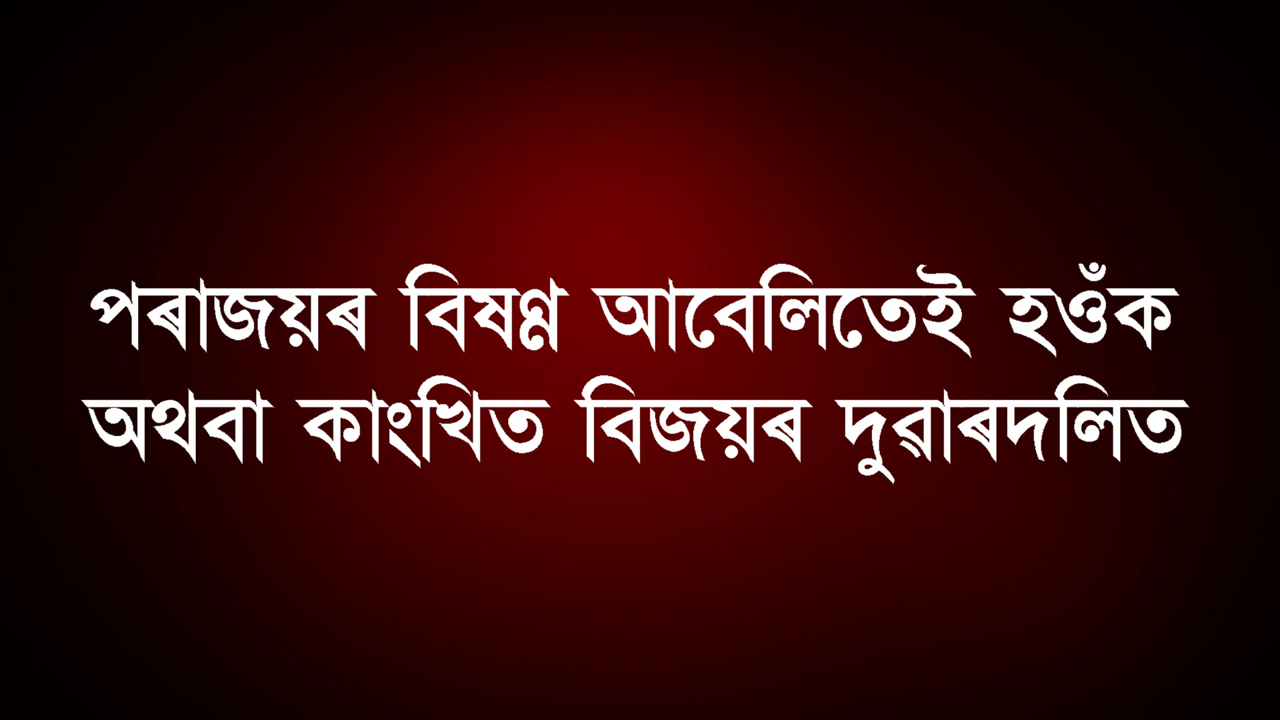 পৰাজয়ৰ বিষণ্ণ আবেলিতেই হওঁক
অথবা কাংখিত বিজয়ৰ দুৱাৰদলিত